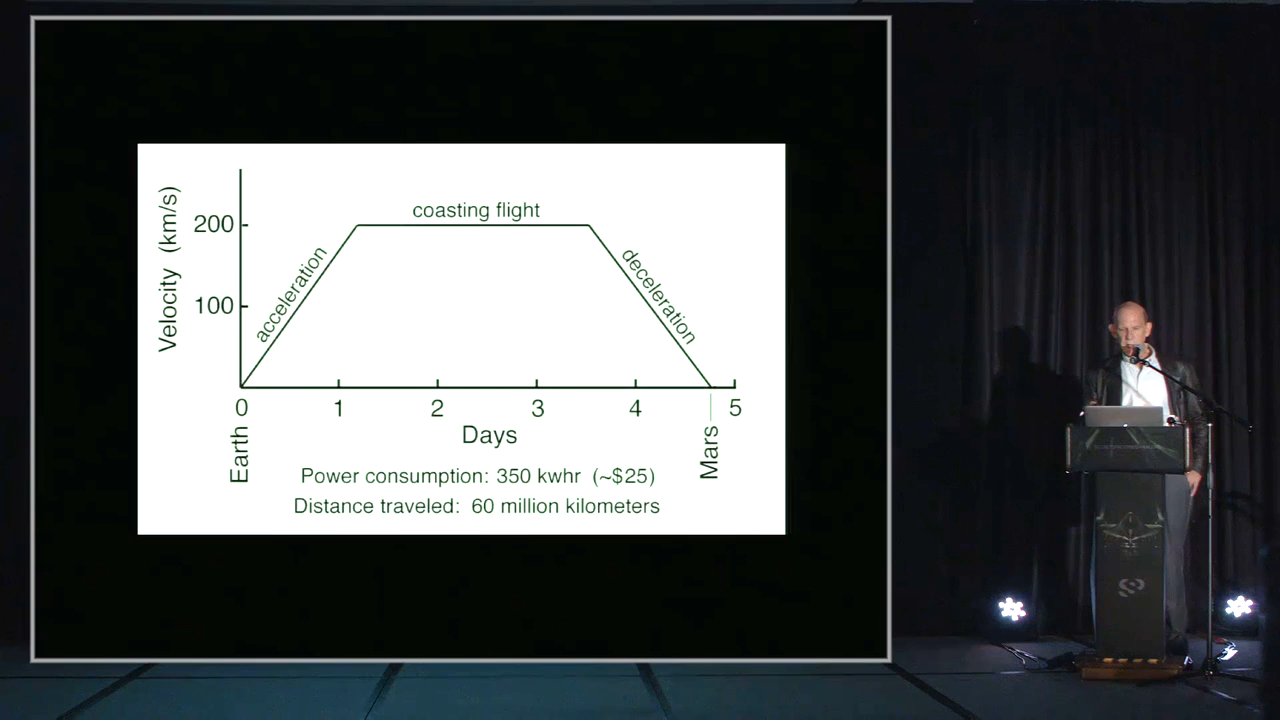 Velocity (km/s)
200
100
acceleration
coasting flight
deceleration
0
1
2
3
4
5
Earth
Days
Mars
Power consumption: 350 kwhr (~$25)
Distance traveled: 60 million kilometers